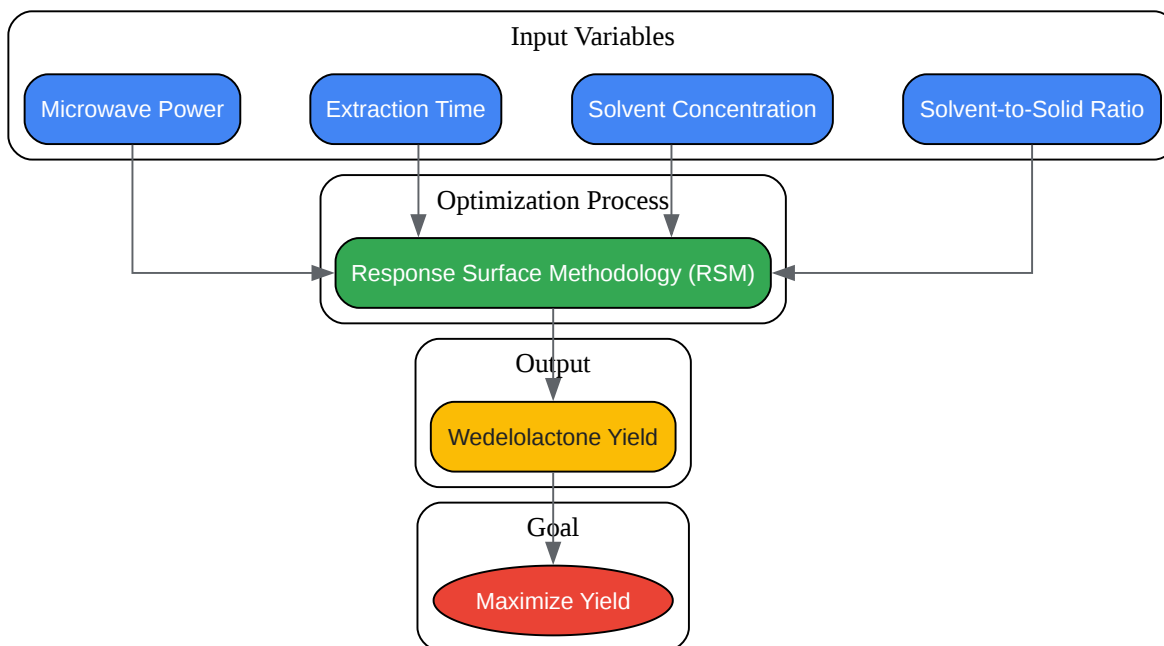 Input Variables
Microwave Power
Extraction Time
Solvent Concentration
Solvent-to-Solid Ratio
Optimization Process
Response Surface Methodology (RSM)
Output
Wedelolactone Yield
Goal
Maximize Yield